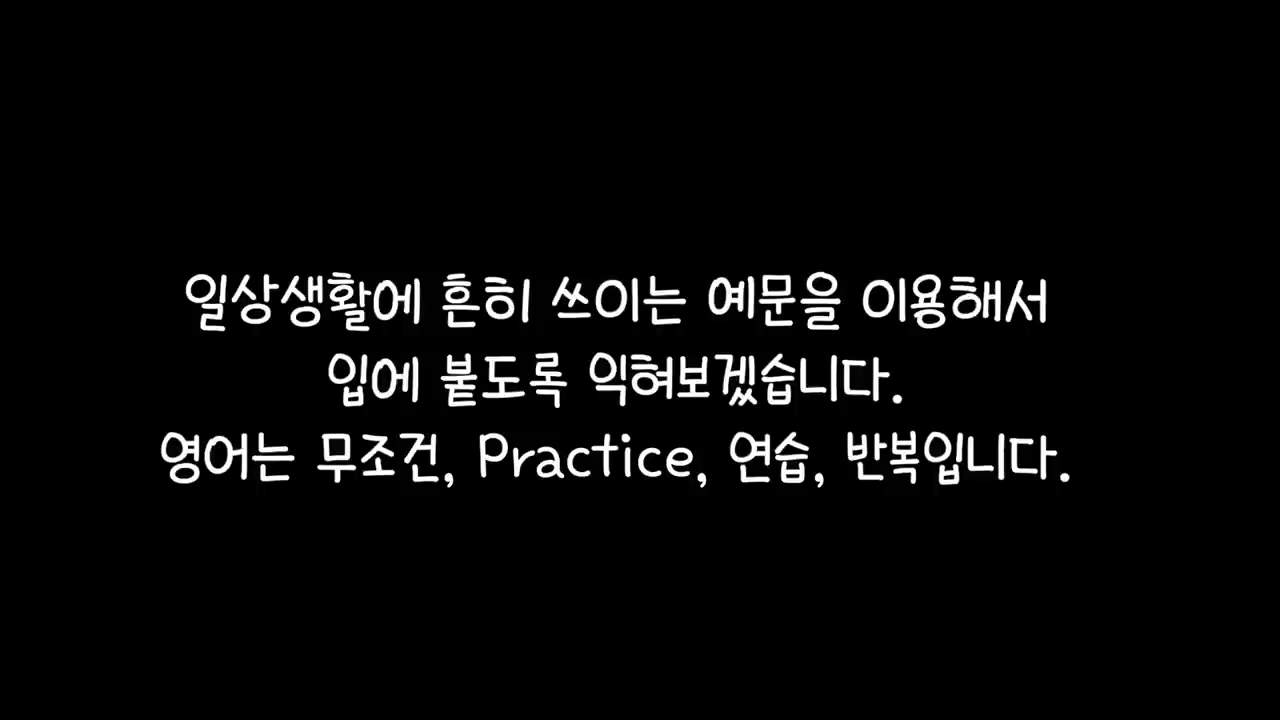 일상생활에 흔히 쓰이는 예문을 이용해서
입에 붙도록 익혀보겠습니다.
영어는 무조건, Practice, 연습, 반복입니다.